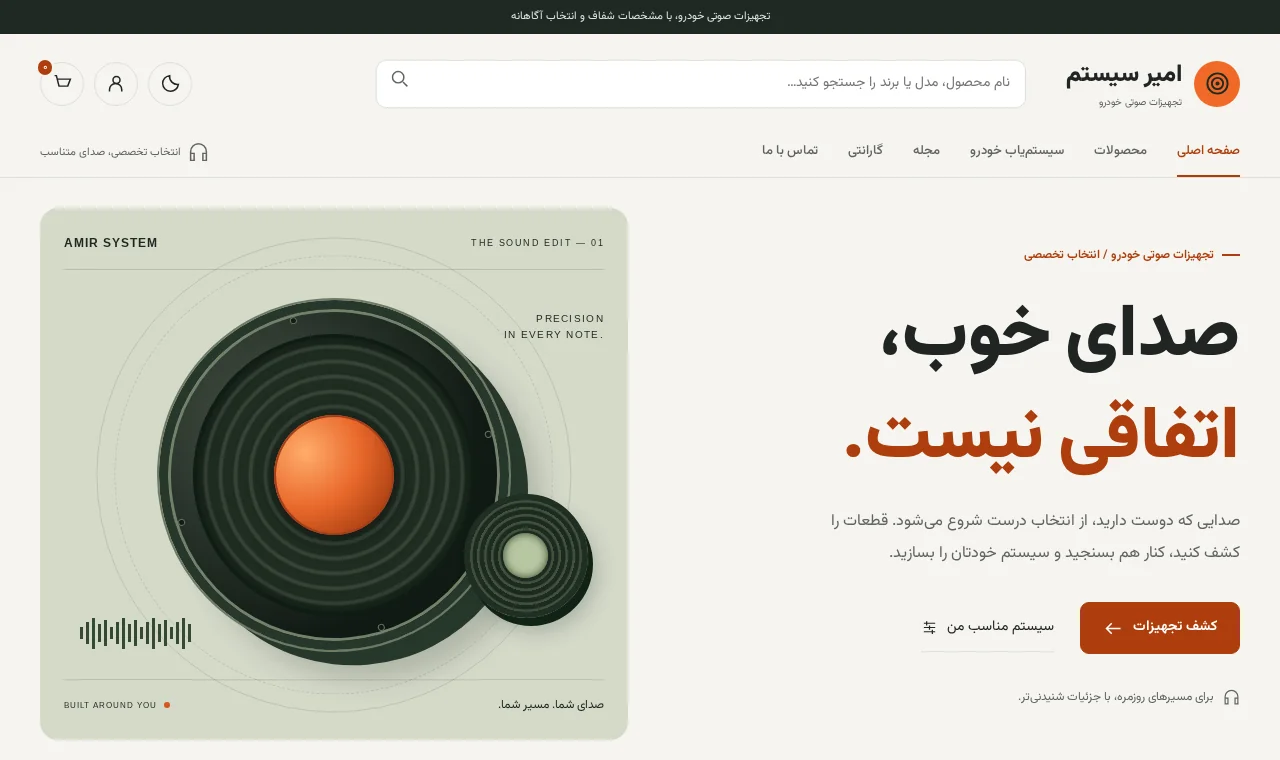 تجهیزات صوتی خودرو، با مشخصات شفاف و انتخاب آگاهانه
امیر سیستم
تجهیزات صوتی خودرو
نام محصول، مدل یا برند را جستجو کنید...
۰
صفحه اصلی
محصولات
سیستم‌یاب خودرو
مجله
گارانتی
تماس با ما
انتخاب تخصصی، صدای متناسب
تجهیزات صوتی خودرو / انتخاب تخصصی
صدای خوب،
اتفاقی نیست.
صدایی که دوست دارید، از انتخاب درست شروع می‌شود. قطعات را
کشف کنید، کنار هم بسنجید و سیستم خودتان را بسازید.
کشف تجهیزات
سیستم مناسب من
برای مسیرهای روزمره، با جزئیات شنیدنی‌تر.
AMIR SYSTEM
THE SOUND EDIT — 01
PRECISION
IN EVERY NOTE.
BUILT AROUND YOU
صدای شما. مسیر شما.